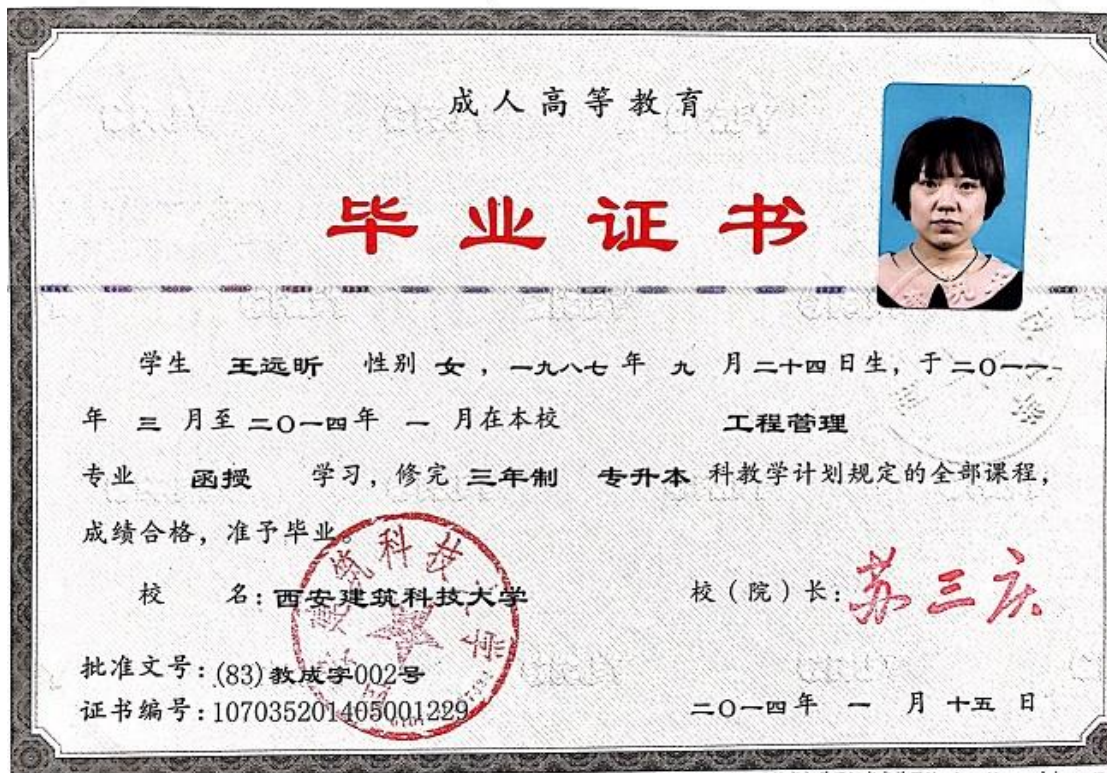 成人高等教育
毕业证书
学生 王远昕 性别 女，一九八七年 九 月二十四日生，于二〇一一
年 三 月至二〇一四年 一 月在本校 工程管理
专业 函授 学习，修完 三年制 专升本 科教学计划规定的全部课程，
成绩合格，准予毕业。
校 名：西安建筑科技大学 校（院）长：苏三庆
批准文号：(83)教成字002号
证书编号：107035201405001229 二〇一四年 一 月 十五 日